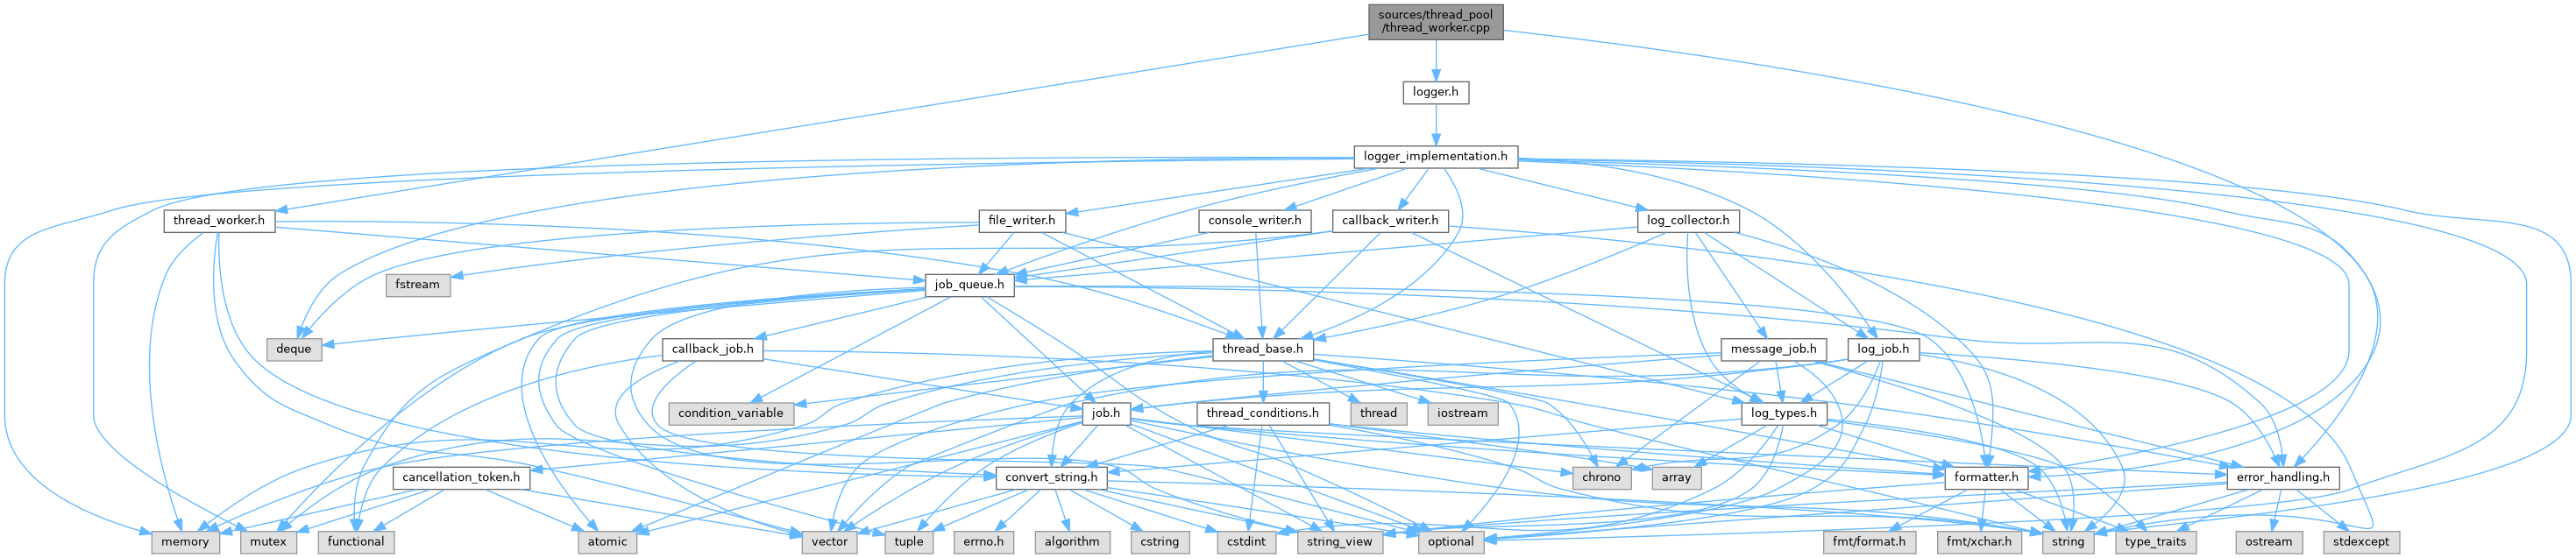 sources/thread_pool
/thread_worker.cpp
logger.h
logger_implementation.h
thread_worker.h
file_writer.h
console_writer.h
callback_writer.h
log_collector.h
fstream
job_queue.h
deque
callback_job.h
thread_base.h
message_job.h
log_job.h
condition_variable
job.h
thread_conditions.h
thread
iostream
log_types.h
cancellation_token.h
convert_string.h
chrono
array
formatter.h
error_handling.h
memory
mutex
functional
atomic
vector
tuple
errno.h
algorithm
cstring
cstdint
string_view
optional
fmt/format.h
fmt/xchar.h
string
type_traits
ostream
stdexcept